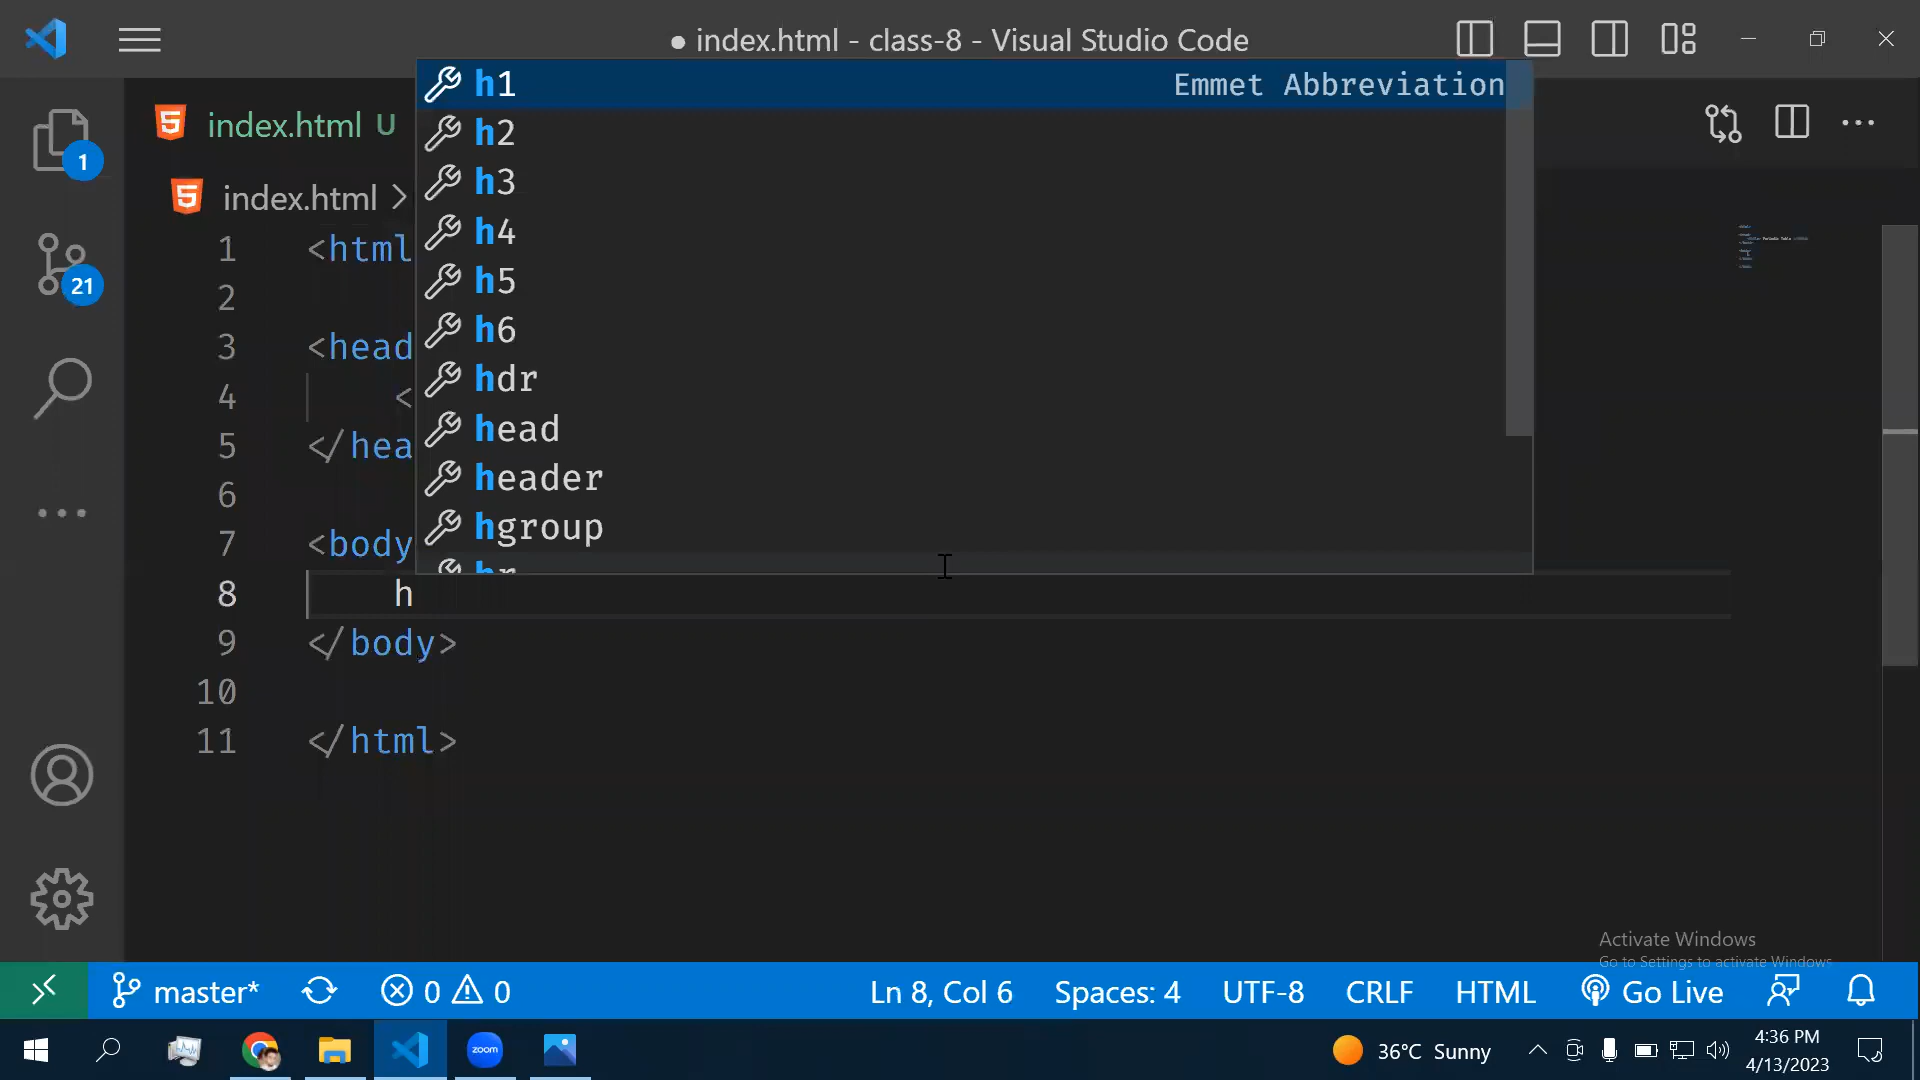 ● index.html - class-8 - Visual Studio Code
h1 Emmet Abbreviation
h2
h3
h4
h5
h6
hdr
head
header
hgroup
hr
index.html U
index.html >
1 <html
2
3 <head
4 <
5 </hea
6
7 <body
8 h
9 </body>
10
11 </html>
1
21
Activate Windows
Go to Settings to activate Windows.
master* 0 0 Ln 8, Col 6 Spaces: 4 UTF-8 CRLF HTML Go Live
zoom 36°C Sunny 4:36 PM
4/13/2023